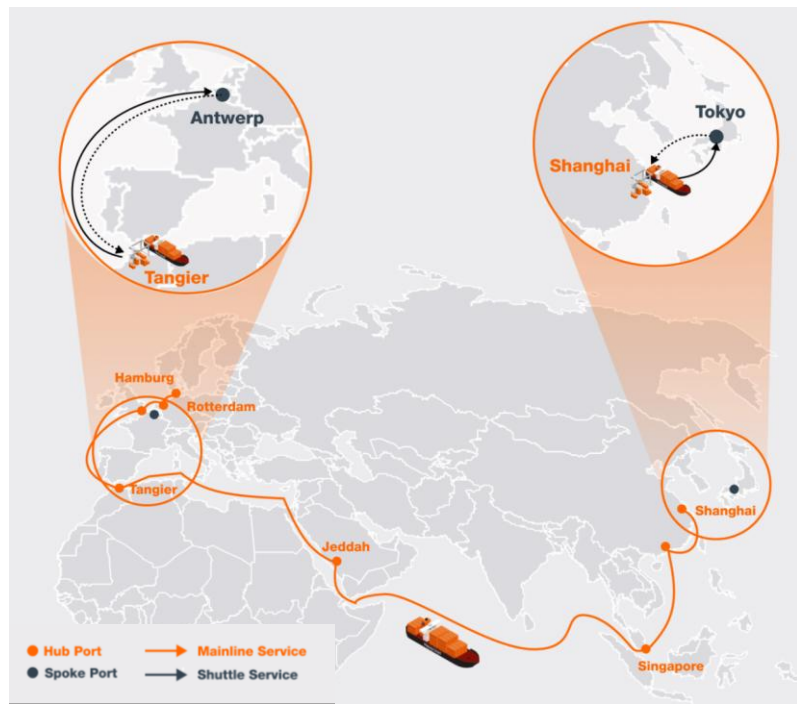 Antwerp
Tangier
Tokyo
Shanghai
Hamburg
Rotterdam
Tangier
Shanghai
Jeddah
Singapore
Hub Port
Mainline Service
Spoke Port
Shuttle Service